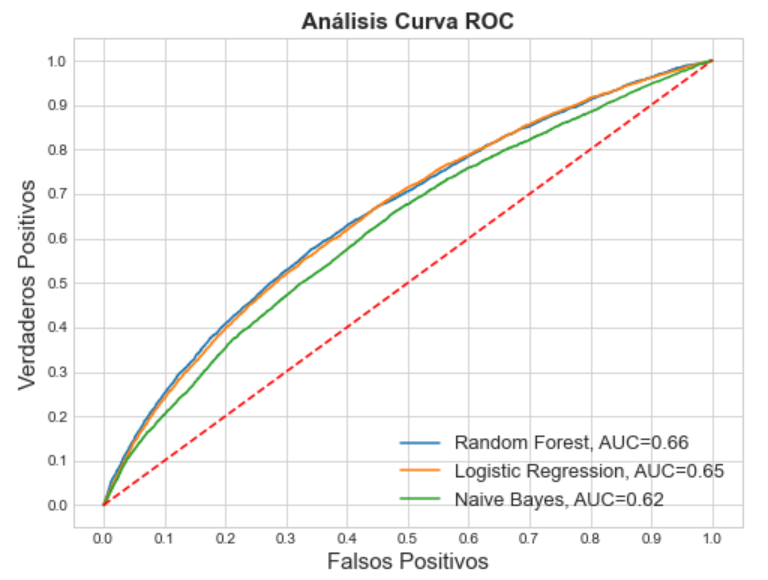 Análisis Curva ROC
Verdaderos Positivos
1.0
0.9
0.8
0.7
0.6
0.5
0.4
0.3
0.2
0.1
0.0
Random Forest, AUC=0.66
Logistic Regression, AUC=0.65
Naive Bayes, AUC=0.62
0.0 0.1 0.2 0.3 0.4 0.5 0.6 0.7 0.8 0.9 1.0
Falsos Positivos